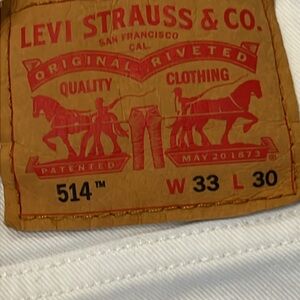 LEVI STRAUSS & CO.
SAN FRANCISCO
CAL.
ORIGINAL RIVETED
QUALITY CLOTHING
PATENTED MAY 20 1873
514™ W 33 L 30